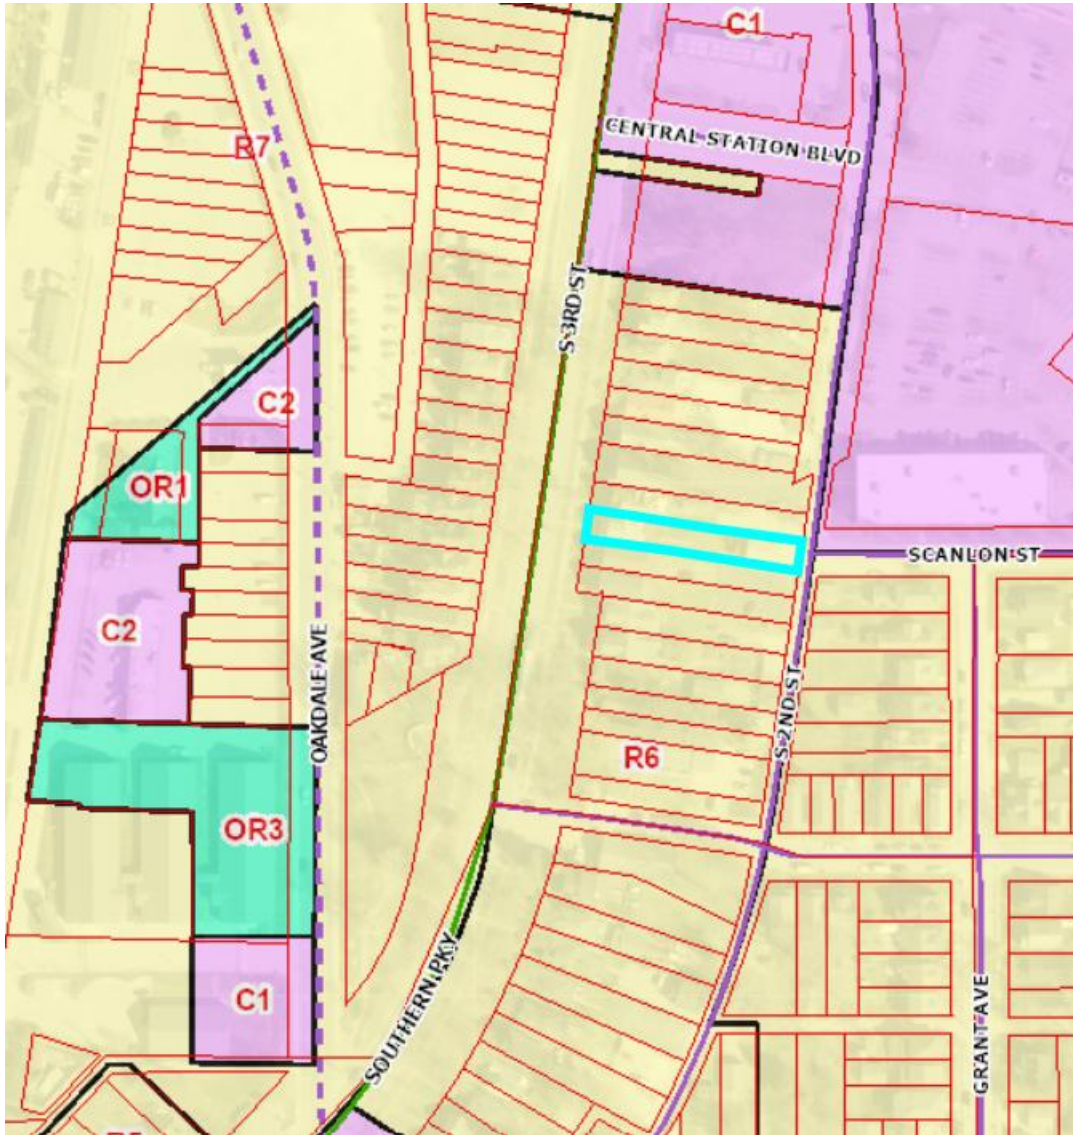 C1
CENTRAL STATION BLVD
R7
S 3RD ST
C2
OR1
SCANLON ST
C2
OAKDALE AVE
S 2ND ST
R6
OR3
C1
SOUTHERN PKY
GRANT AVE